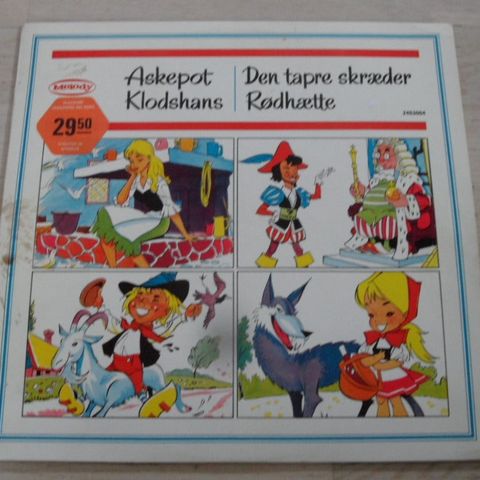 Melody
Askepot
Klodshans
Den tapre skræder
Rødhætte
29 50